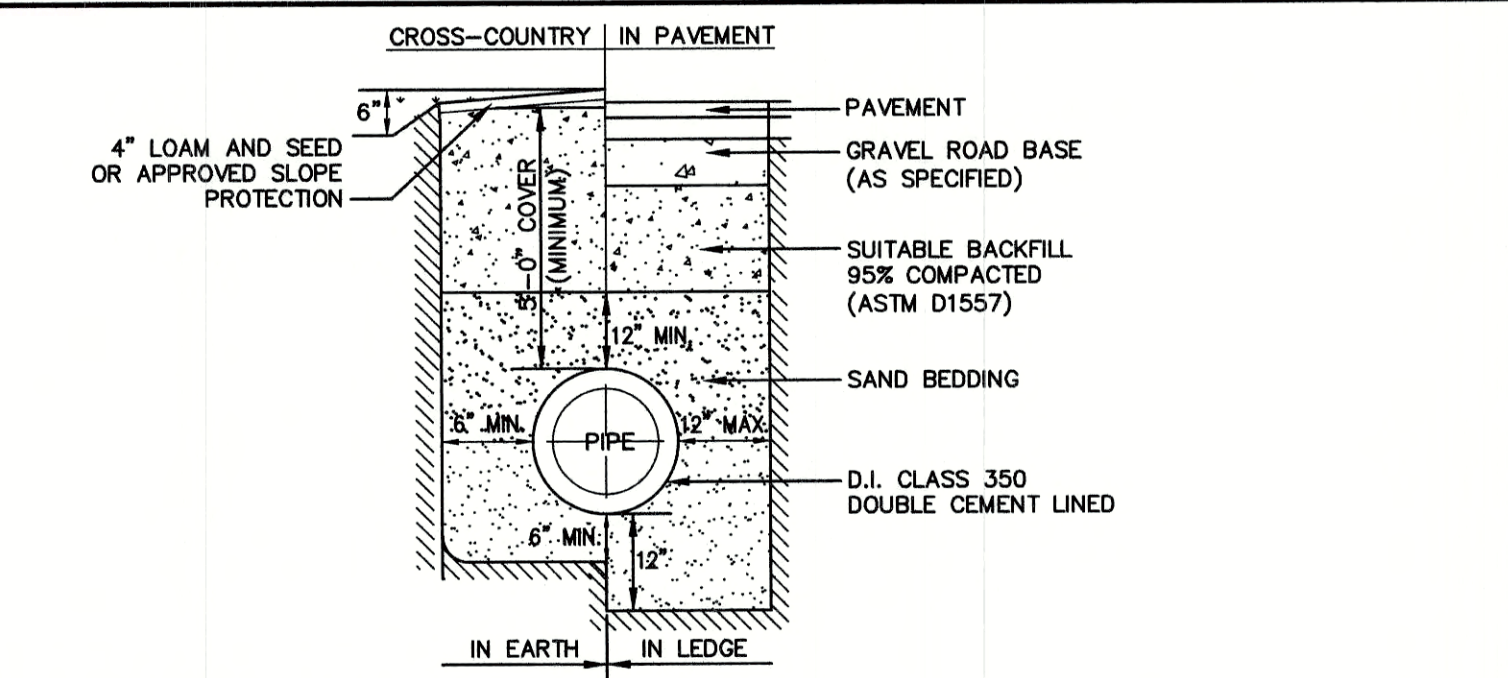 CROSS-COUNTRY
IN PAVEMENT
6"
4" LOAM AND SEED
OR APPROVED SLOPE
PROTECTION
5'-0" COVER
(MINIMUM)
PAVEMENT
GRAVEL ROAD BASE
(AS SPECIFIED)
SUITABLE BACKFILL
95% COMPACTED
(ASTM D1557)
12" MIN.
SAND BEDDING
6" MIN.
PIPE
12" MAX.
D.I. CLASS 350
DOUBLE CEMENT LINED
6" MIN.
12"
IN EARTH
IN LEDGE